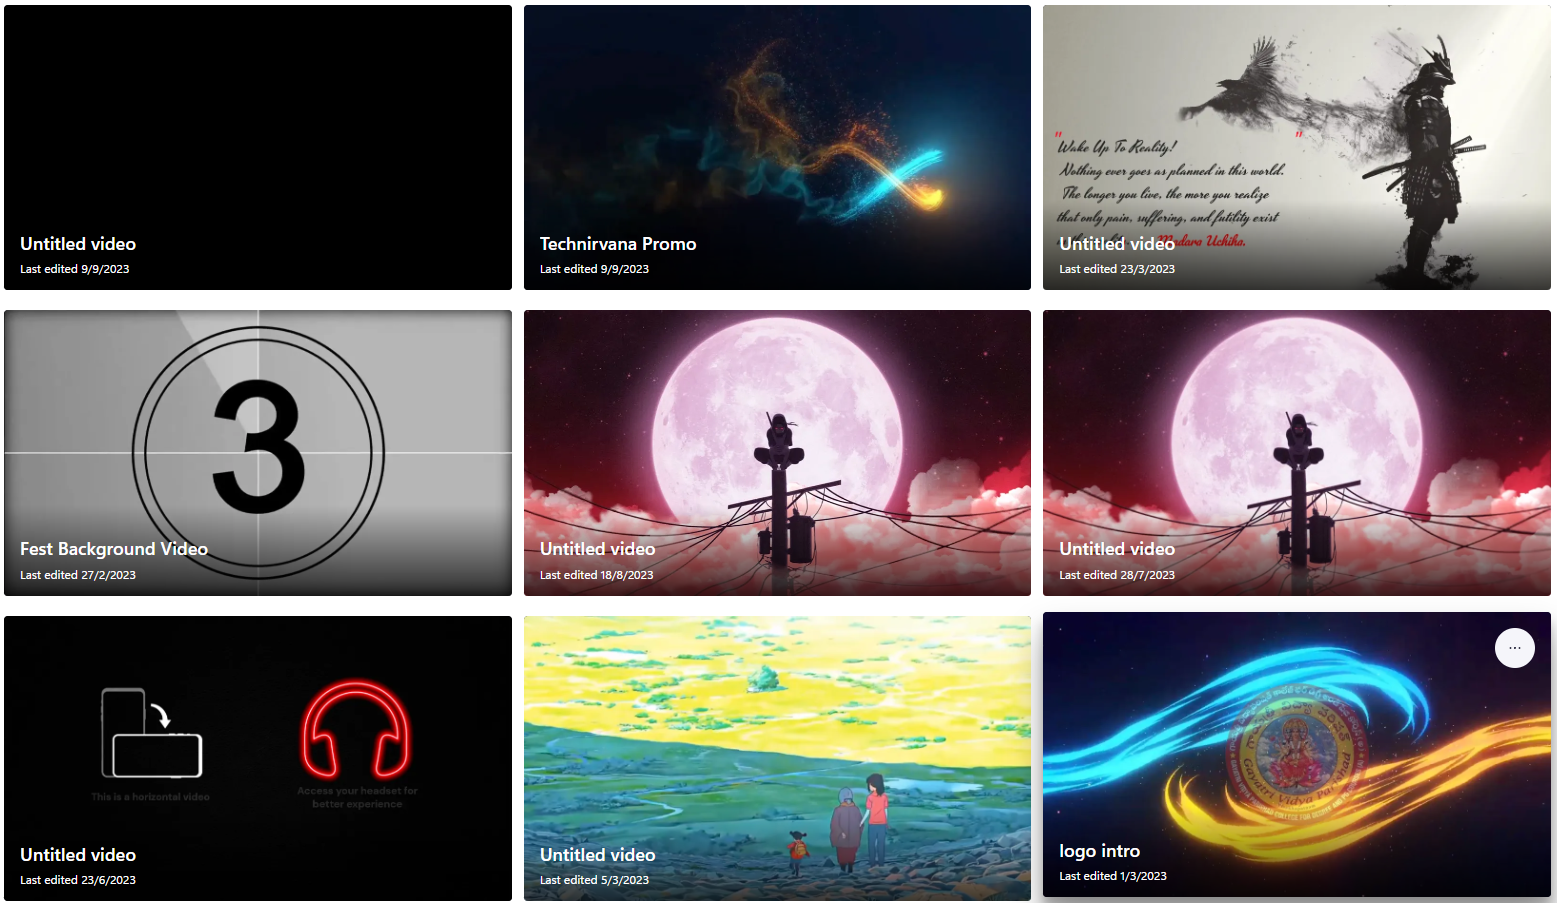 Untitled video
Last edited 9/9/2023
Technirvana Promo
Last edited 9/9/2023
"Wake Up To Reality!"
Nothing ever goes as planned in this world.
The longer you live, the more you realize
that only pain, suffering, and futility exist
Madara Uchiha.
Untitled video
Last edited 23/3/2023
3
Fest Background Video
Last edited 27/2/2023
Untitled video
Last edited 18/8/2023
Untitled video
Last edited 28/7/2023
This is a horizontal video
Access your headset for
better experience
Untitled video
Last edited 23/6/2023
Untitled video
Last edited 5/3/2023
Gayatri Vidya Parishad
logo intro
Last edited 1/3/2023